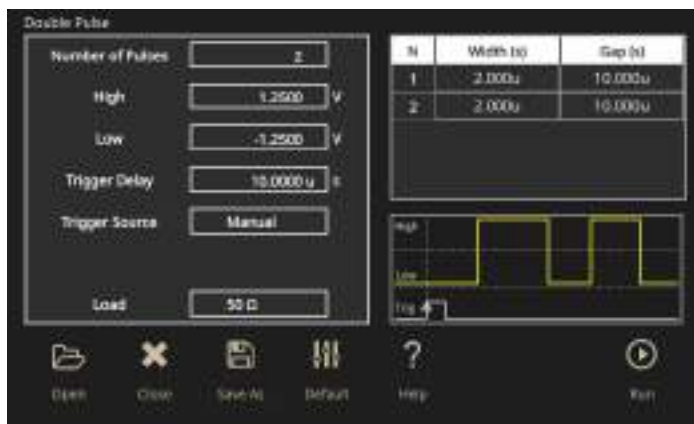 Double Pulse
Number of Pulses 2
High 1.2500 V
Low -1.2500 V
Trigger Delay 10.0000 u s
Trigger Source Manual
Load 50 Ω
N Width (s) Gap (s)
1 2.000u 10.000u
2 2.000u 10.000u
High
Low
Trig
Open Close Save As Default Help Run